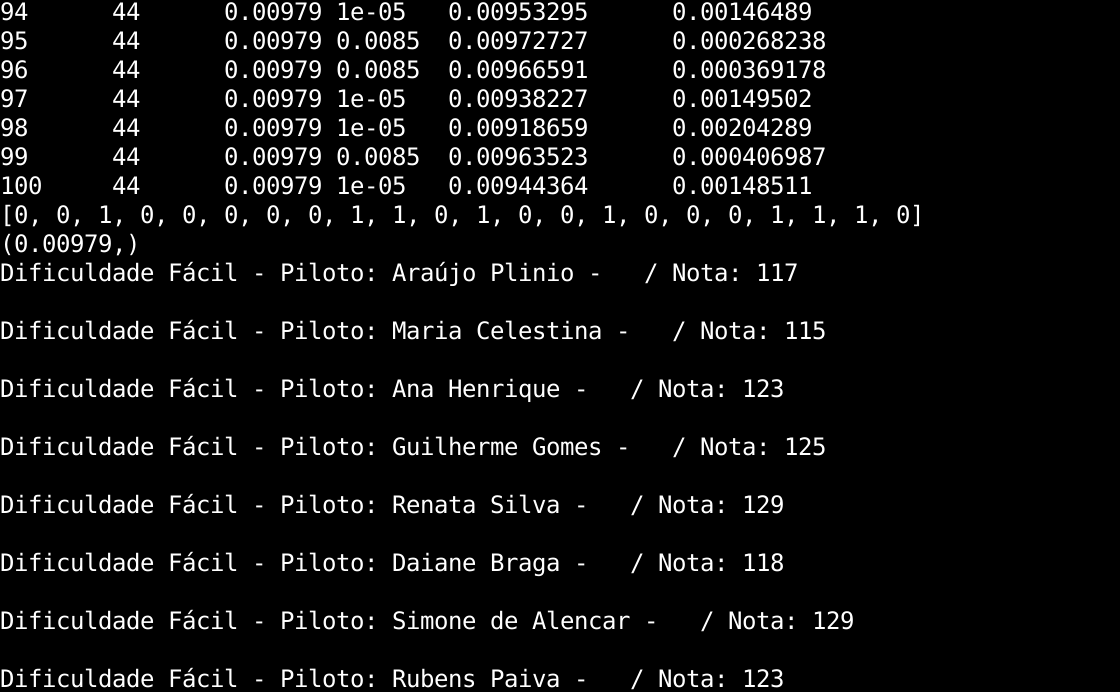 94      44      0.00979 1e-05   0.00953295      0.00146489
95      44      0.00979 0.0085  0.00972727      0.000268238
96      44      0.00979 0.0085  0.00966591      0.000369178
97      44      0.00979 1e-05   0.00938227      0.00149502
98      44      0.00979 1e-05   0.00918659      0.00204289
99      44      0.00979 0.0085  0.00963523      0.000406987
100     44      0.00979 1e-05   0.00944364      0.00148511
[0, 0, 1, 0, 0, 0, 0, 0, 1, 1, 0, 1, 0, 0, 1, 0, 0, 0, 1, 1, 1, 0]
(0.00979,)
Dificuldade Fácil - Piloto: Araújo Plinio -   / Nota: 117
Dificuldade Fácil - Piloto: Maria Celestina -   / Nota: 115
Dificuldade Fácil - Piloto: Ana Henrique -   / Nota: 123
Dificuldade Fácil - Piloto: Guilherme Gomes -   / Nota: 125
Dificuldade Fácil - Piloto: Renata Silva -   / Nota: 129
Dificuldade Fácil - Piloto: Daiane Braga -   / Nota: 118
Dificuldade Fácil - Piloto: Simone de Alencar -   / Nota: 129
Dificuldade Fácil - Piloto: Rubens Paiva -   / Nota: 123